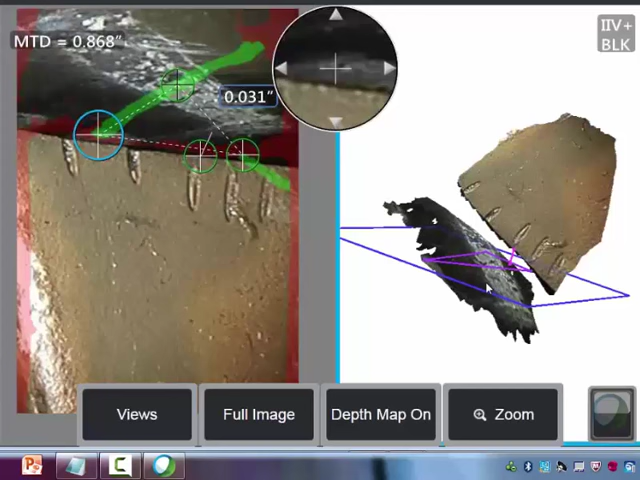 MTD = 0.868"
0.031"
IIV+
BLK
Views
Full Image
Depth Map On
Zoom